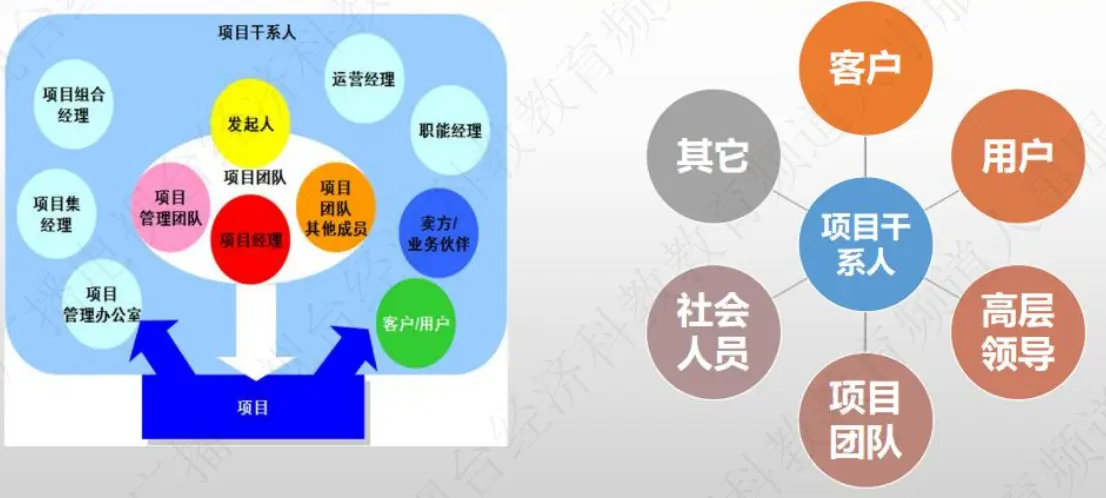 项目干系人
运营经理
项目组合
经理
发起人
职能经理
项目团队
项目
管理团队
项目
团队
其他成员
项目集
经理
项目经理
卖方/
业务伙伴
项目
管理办公室
客户/用户
项目
客户
其它
用户
项目干
系人
社会
人员
高层
领导
项目
团队